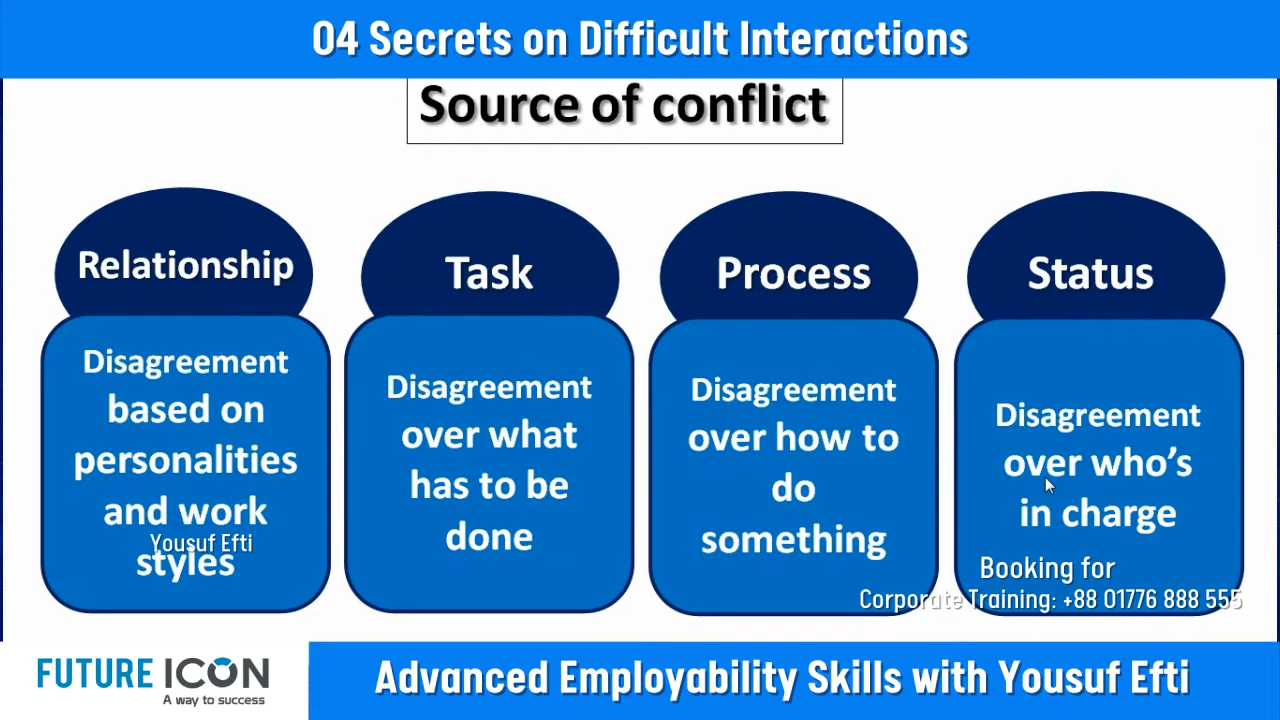 04 Secrets on Difficult Interactions
Source of conflict
Relationship
Disagreement
based on
personalities
and work
styles
Yousuf Efti
Task
Disagreement
over what
has to be
done
Process
Disagreement
over how to
do
something
Status
Disagreement
over who's
in charge
Booking for
Corporate Training: +88 01776 888 555
FUTURE ICON
A way to success
Advanced Employability Skills with Yousuf Efti